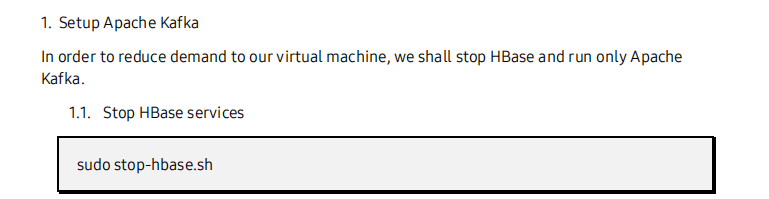 1. Setup Apache Kafka
In order to reduce demand to our virtual machine, we shall stop HBase and run only Apache
Kafka.
1.1. Stop HBase services
sudo stop-hbase.sh